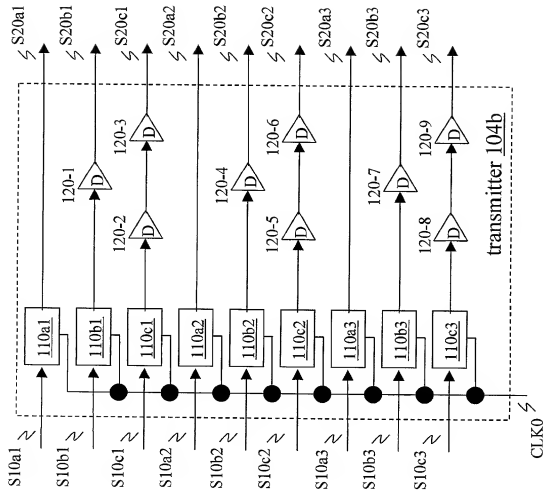 S20a1
S20b1
S20c1
S20a2
S20b2
S20c2
S20a3
S20b3
S20c3
120-1
D
120-2
D
120-3
D
120-4
D
120-5
D
120-6
D
120-7
D
120-8
D
120-9
D
transmitter 104b
110a1
110b1
110c1
110a2
110b2
110c2
110a3
110b3
110c3
S10a1
S10b1
S10c1
S10a2
S10b2
S10c2
S10a3
S10b3
S10c3
CLK0